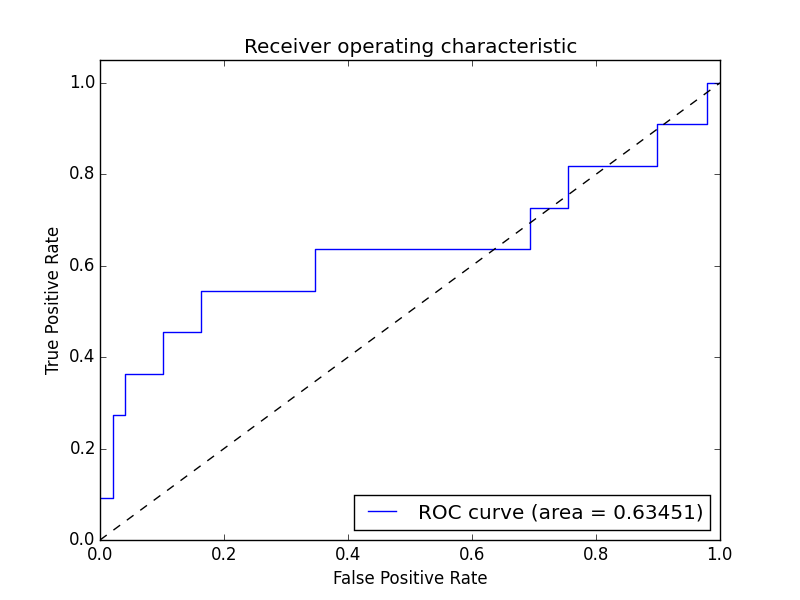 Receiver operating characteristic
1.0
0.8
0.6
0.4
0.2
0.0
True Positive Rate
ROC curve (area = 0.63451)
0.0 0.2 0.4 0.6 0.8 1.0
False Positive Rate